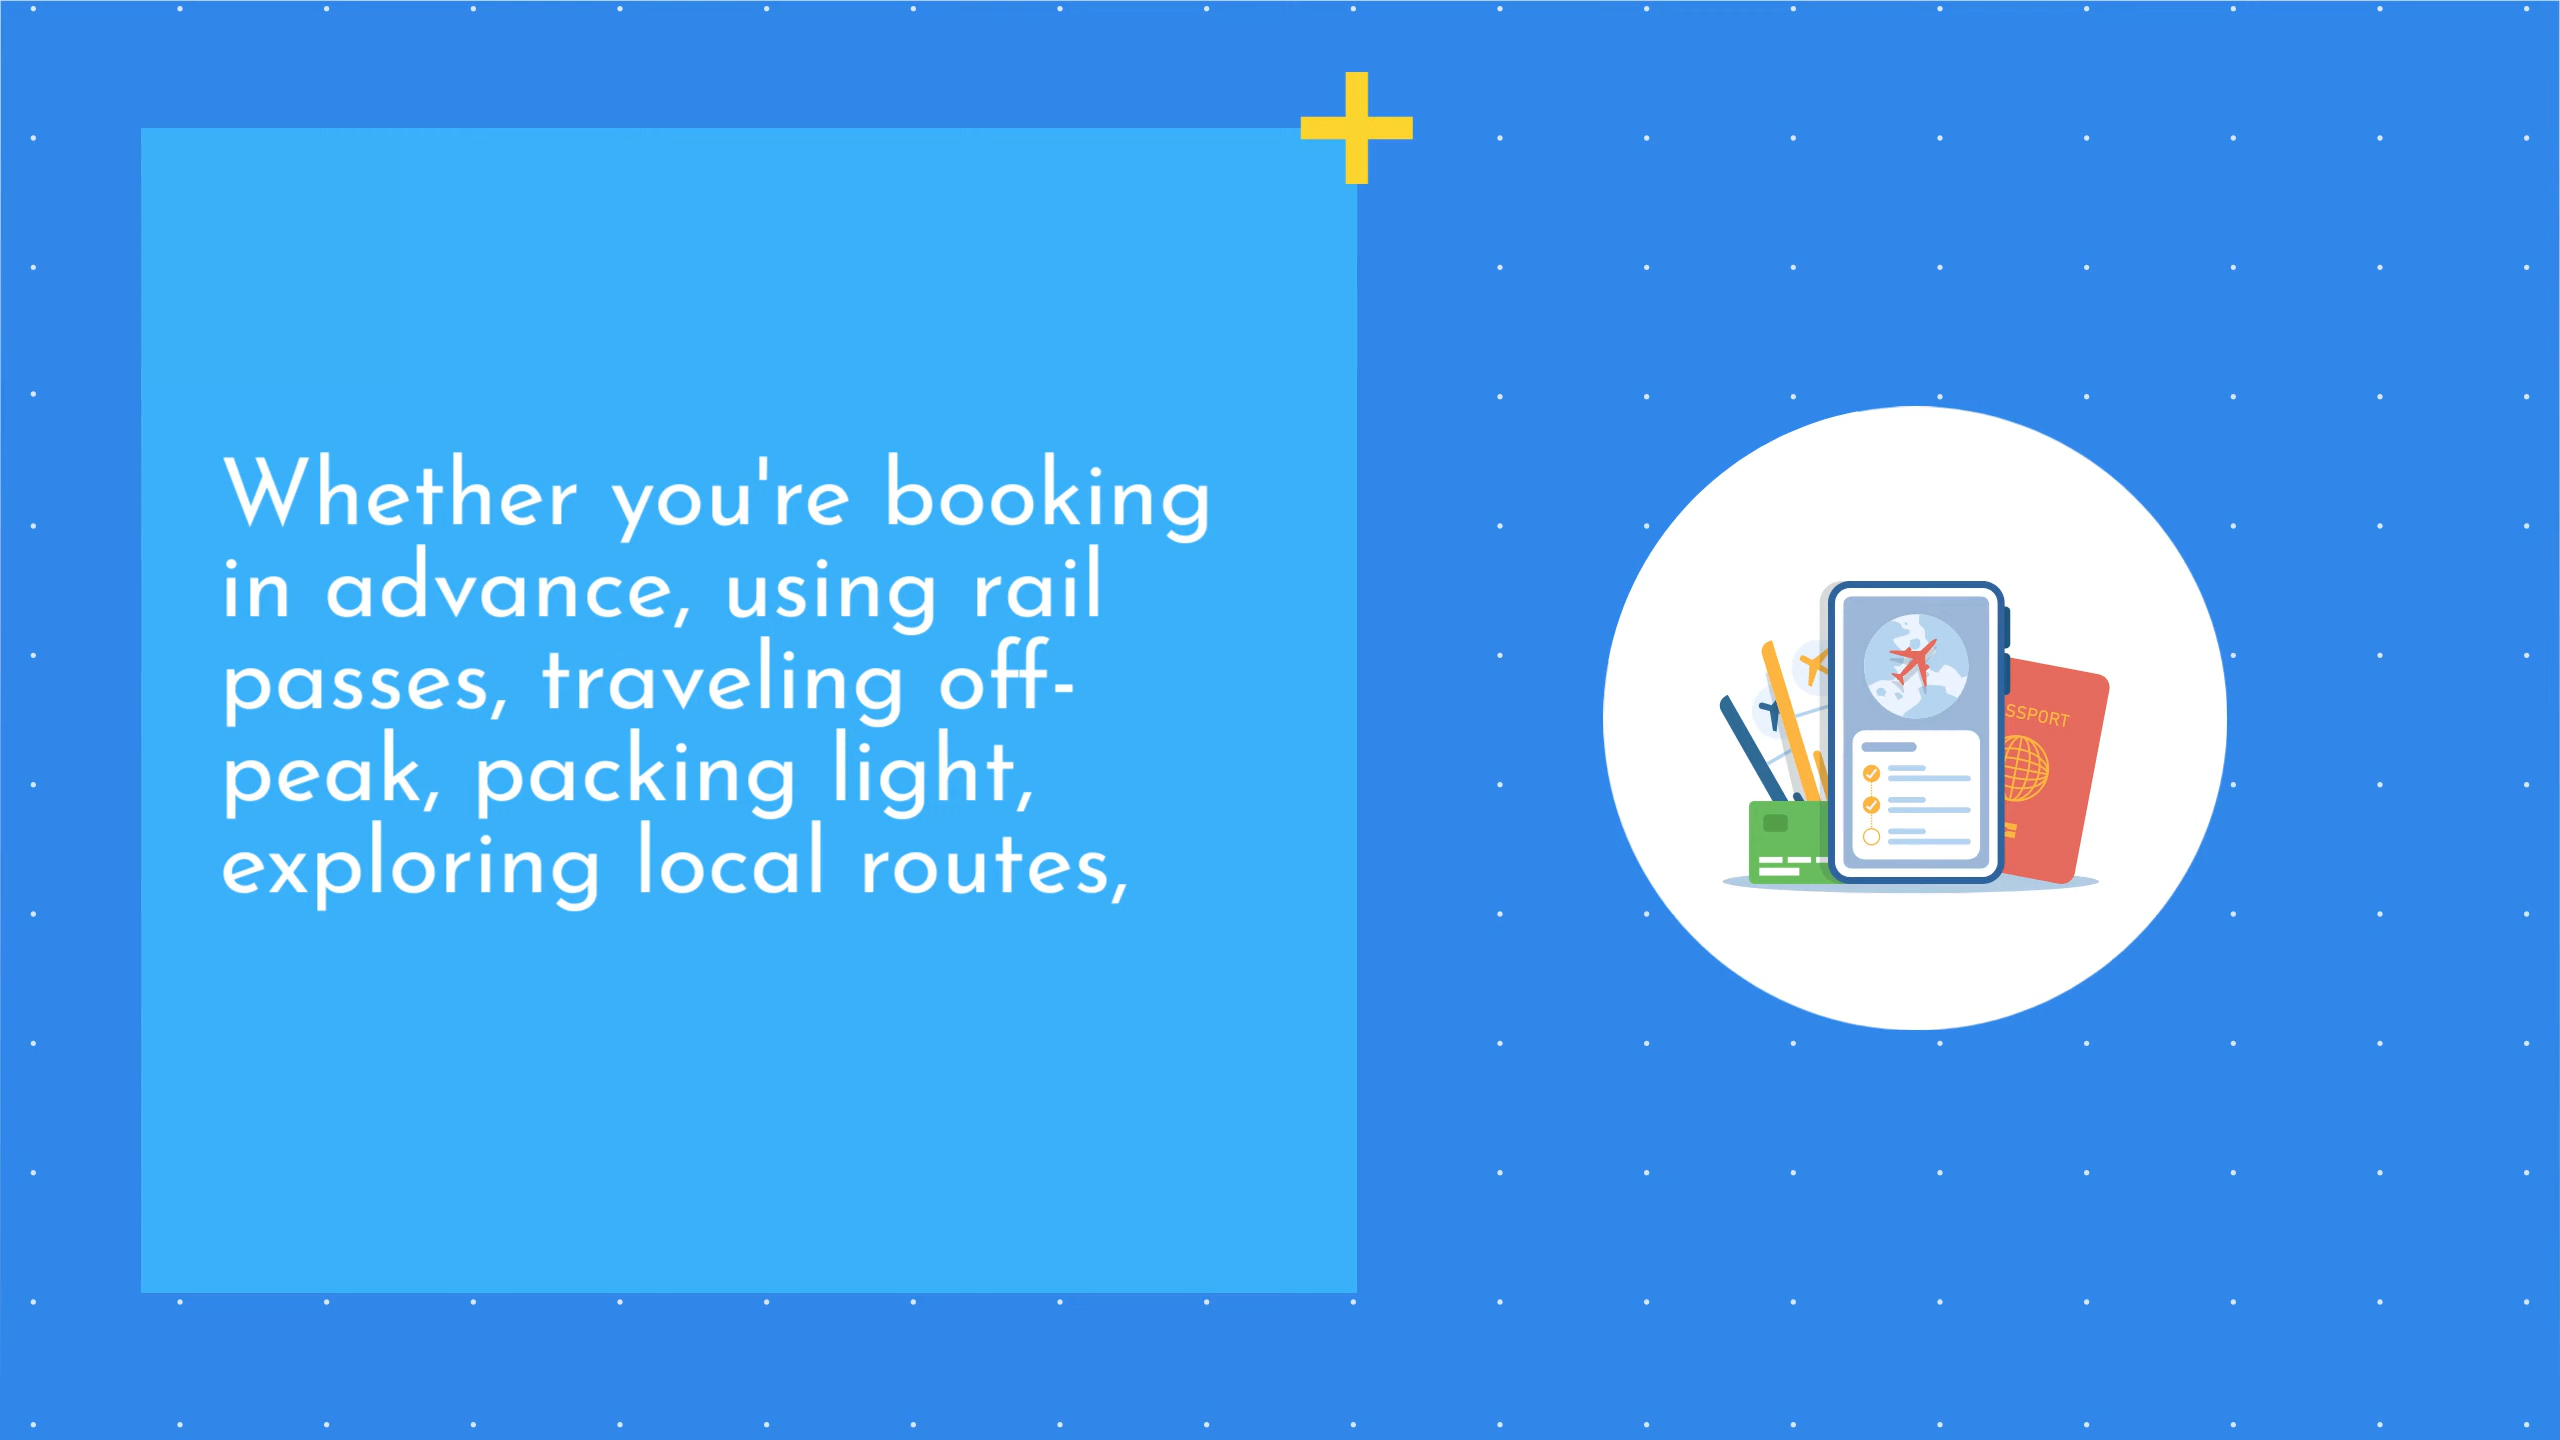 Whether you're booking
in advance, using rail
passes, traveling off-
peak, packing light,
exploring local routes,
SSPORT